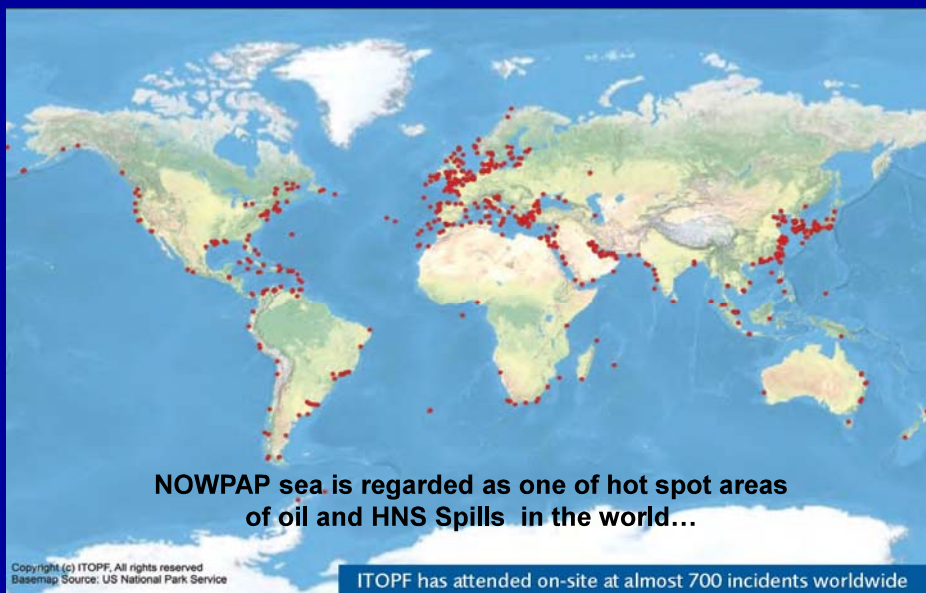 NOWPAP sea is regarded as one of hot spot areas
of oil and HNS Spills in the world...
Copyright (c) ITOPF, All rights reserved
Basemap Source: US National Park Service
ITOPF has attended on-site at almost 700 incidents worldwide